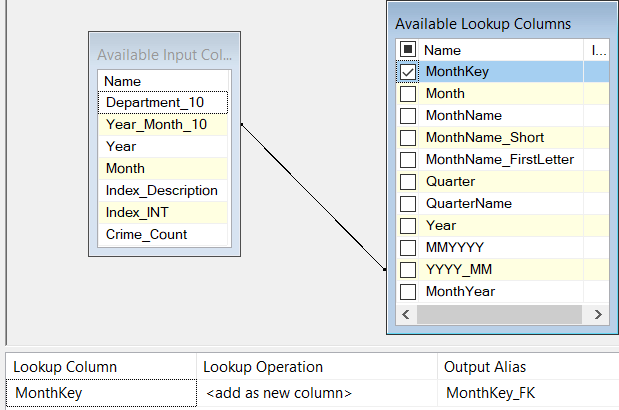 Available Input Col...
Name
Department_10
Year_Month_10
Year
Month
Index_Description
Index_INT
Crime_Count
Available Lookup Columns
Name I...
MonthKey
Month
MonthName
MonthName_Short
MonthName_FirstLetter
Quarter
QuarterName
Year
MMYYYY
YYYY_MM
MonthYear
Lookup Column Lookup Operation Output Alias
MonthKey <add as new column> MonthKey_FK